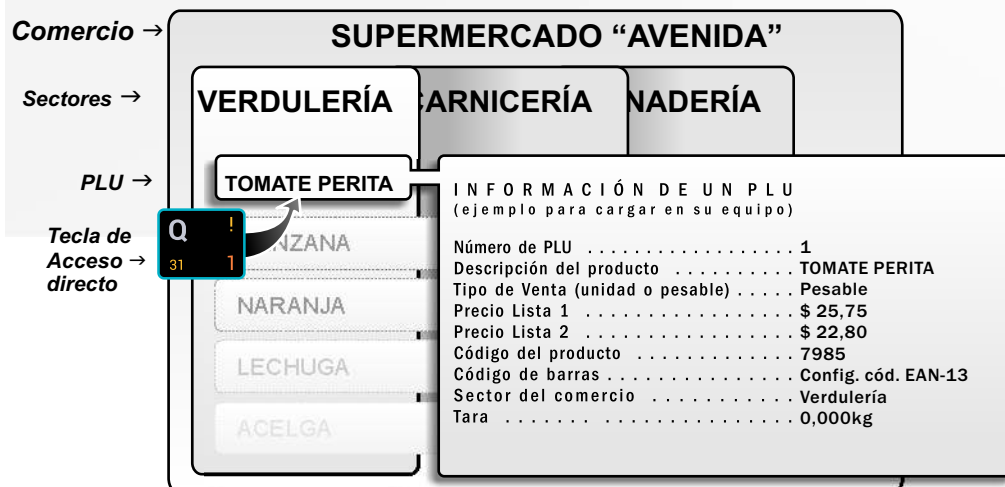 Comercio →
SUPERMERCADO “AVENIDA”
Sectores →
VERDULERÍA
ARNICERÍA
NADERÍA
PLU →
TOMATE PERITA
Tecla de
Acceso →
directo
Q !
31 1
NZANA
NARANJA
LECHUGA
ACELGA
INFORMACIÓN DE UN PLU
(ejemplo para cargar en su equipo)
Número de PLU . . . . . . . . . . . . . . . . . 1
Descripción del producto . . . . . . . . . . TOMATE PERITA
Tipo de Venta (unidad o pesable) . . . . . Pesable
Precio Lista 1 . . . . . . . . . . . . . . . . . $ 25,75
Precio Lista 2 . . . . . . . . . . . . . . . . . $ 22,80
Código del producto . . . . . . . . . . . . . 7985
Código de barras . . . . . . . . . . . . . . . Config. cód. EAN-13
Sector del comercio . . . . . . . . . . . Verdulería
Tara . . . . . . . . . . . . . . . . . . . . . . . 0,000kg